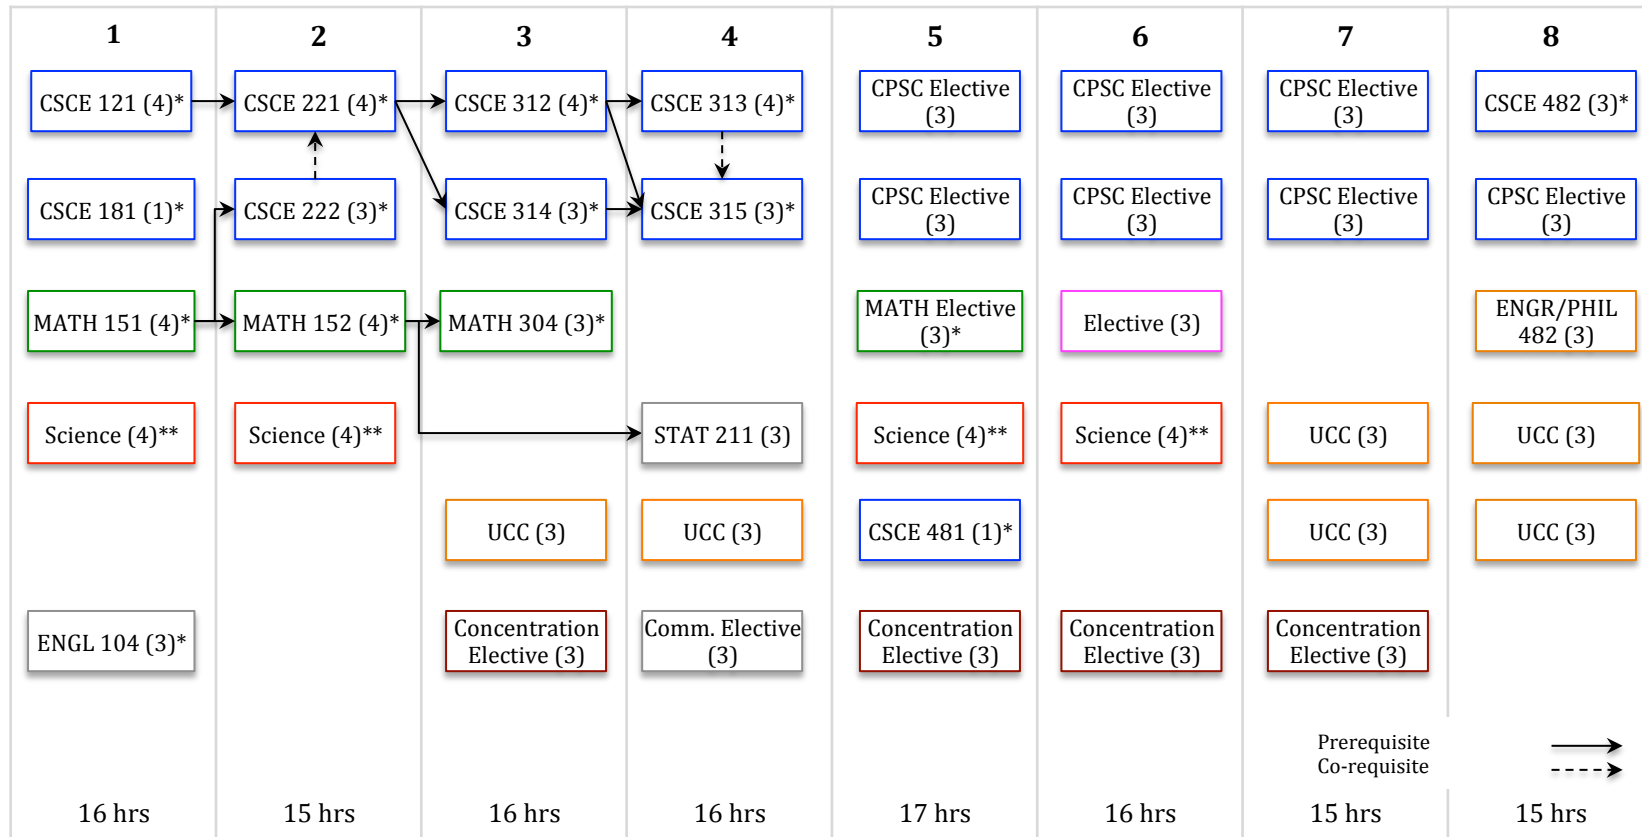 1
2
3
4
5
6
7
8
CSCE 121 (4)*
CSCE 221 (4)*
CSCE 312 (4)*
CSCE 313 (4)*
CPSC Elective
(3)
CPSC Elective
(3)
CPSC Elective
(3)
CSCE 482 (3)*
CSCE 181 (1)*
CSCE 222 (3)*
CSCE 314 (3)*
CSCE 315 (3)*
CPSC Elective
(3)
CPSC Elective
(3)
CPSC Elective
(3)
CPSC Elective
(3)
MATH 151 (4)*
MATH 152 (4)*
MATH 304 (3)*
MATH Elective
(3)*
Elective (3)
ENGR/PHIL
482 (3)
Science (4)**
Science (4)**
STAT 211 (3)
Science (4)**
Science (4)**
UCC (3)
UCC (3)
UCC (3)
UCC (3)
CSCE 481 (1)*
UCC (3)
UCC (3)
ENGL 104 (3)*
Concentration
Elective (3)
Comm. Elective
(3)
Concentration
Elective (3)
Concentration
Elective (3)
Concentration
Elective (3)
Prerequisite
Co-requisite
16 hrs
15 hrs
16 hrs
16 hrs
17 hrs
16 hrs
15 hrs
15 hrs